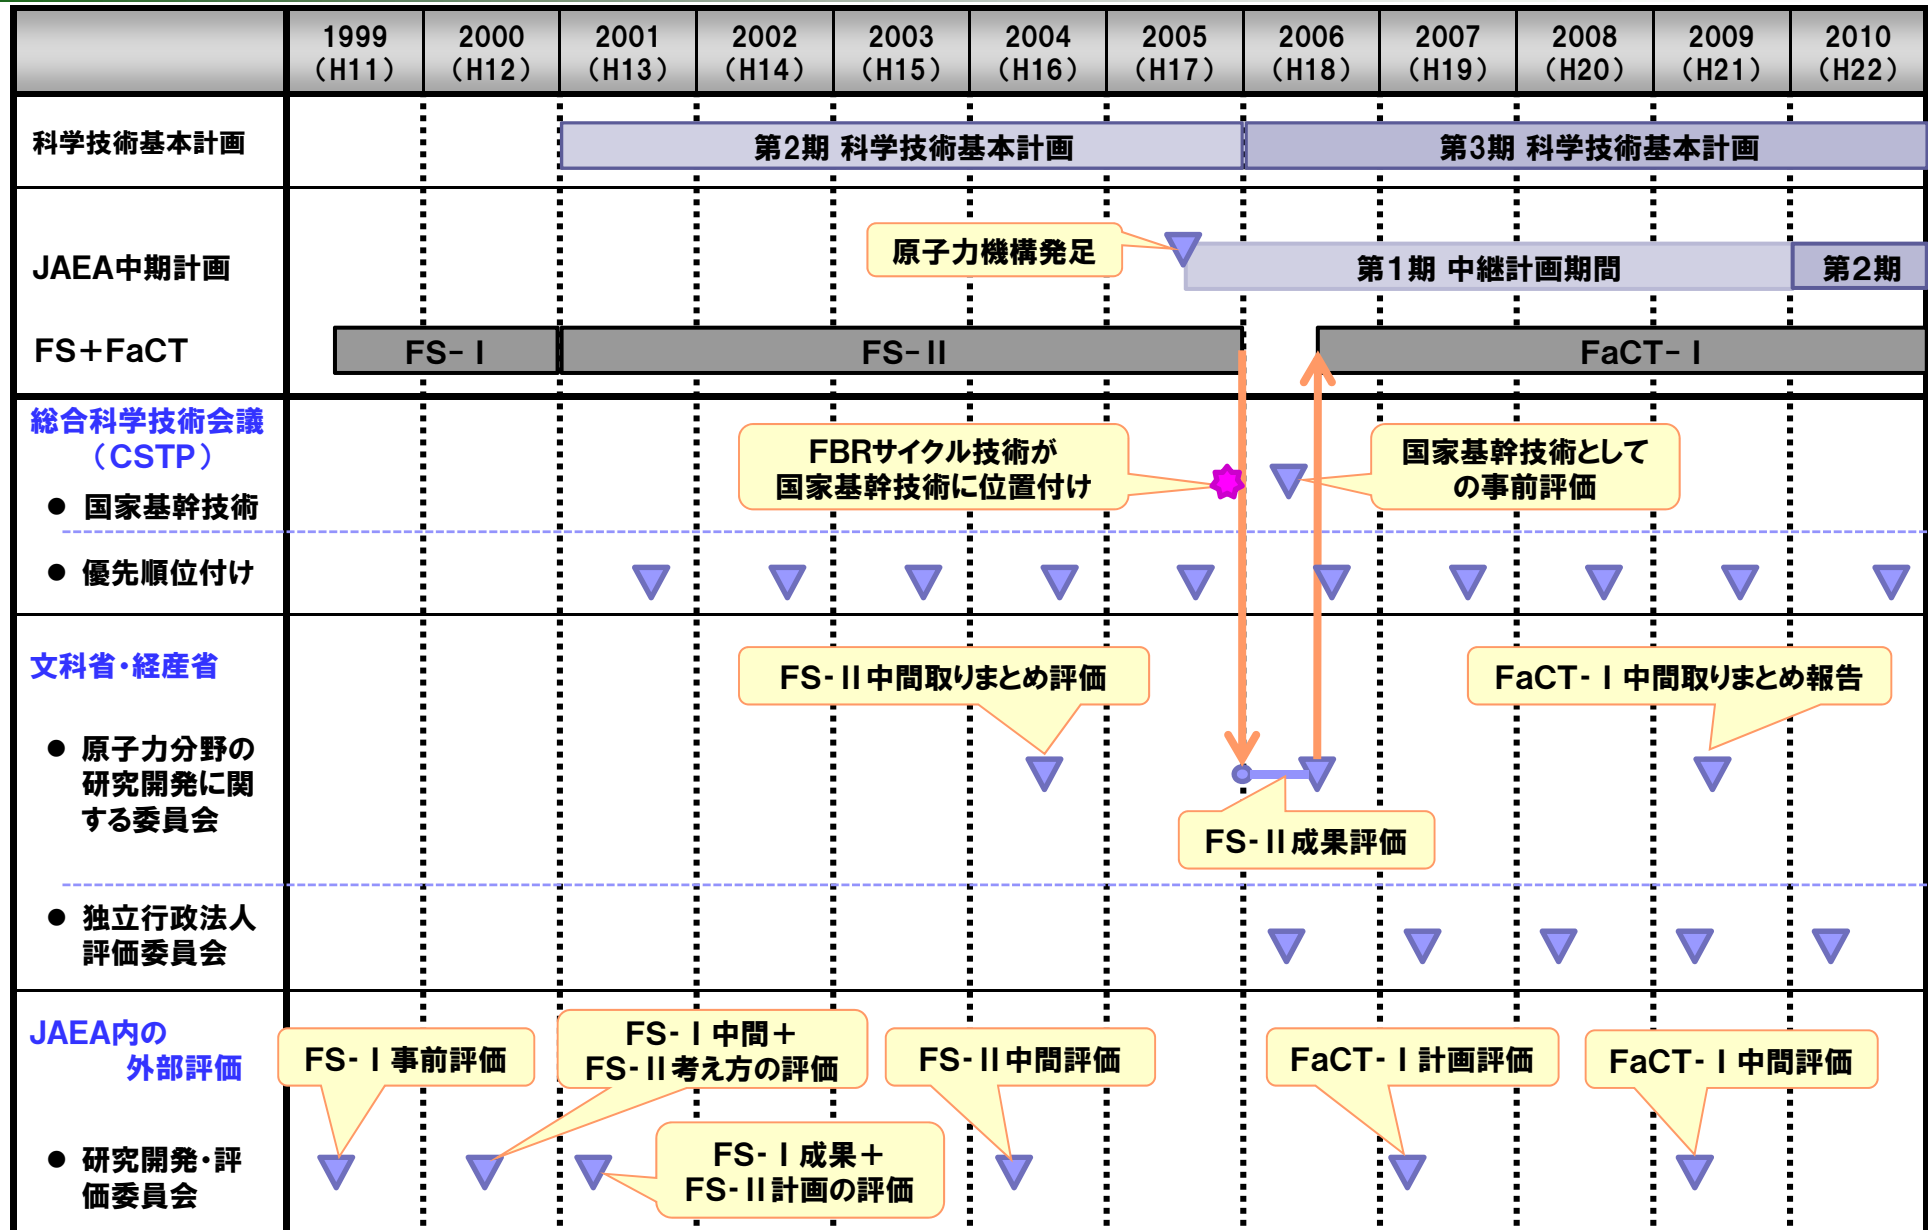 1999 2000 2001 2002 2003 2004 2005 2006 2007 2008 2009 2010
（H11） （H12） （H13） （H14） （H15） （H16） （H17） （H18） （H19） （H20） （H21） （H22）
科学技術基本計画
第2期 科学技術基本計画
第3期 科学技術基本計画
JAEA中期計画
原子力機構発足
第1期 中継計画期間
第2期
FS＋FaCT
FS-Ⅰ
FS-Ⅱ
FaCT-Ⅰ
総合科学技術会議
（CSTP）
● 国家基幹技術
FBRサイクル技術が
国家基幹技術に位置付け
国家基幹技術として
の事前評価
● 優先順位付け
文科省・経産省
FS-Ⅱ中間取りまとめ評価
FaCT-Ⅰ中間取りまとめ報告
● 原子力分野の
研究開発に関
する委員会
FS-Ⅱ成果評価
● 独立行政法人
評価委員会
JAEA内の
外部評価
FS-Ⅰ事前評価
FS-Ⅰ中間＋
FS-Ⅱ考え方の評価
FS-Ⅱ中間評価
FaCT-Ⅰ計画評価
FaCT-Ⅰ中間評価
● 研究開発・評
価委員会
FS-Ⅰ成果＋
FS-Ⅱ計画の評価